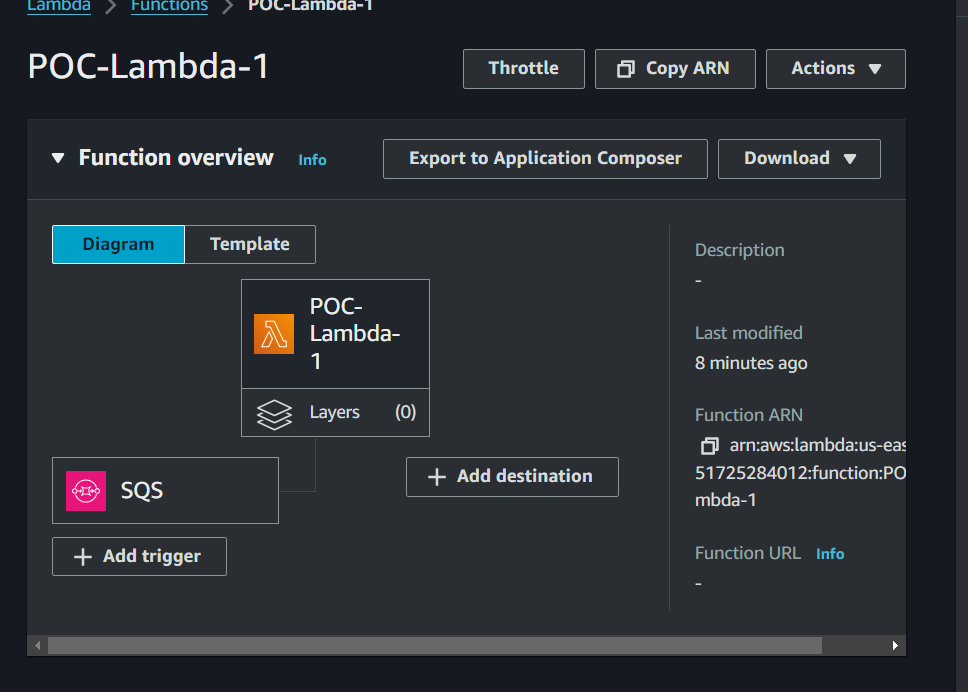 Lambda > Functions > POC-Lambda-1
POC-Lambda-1
Throttle
Copy ARN
Actions
Function overview
Info
Export to Application Composer
Download
Diagram
Template
POC-
Lambda-
1
Layers (0)
SQS
+ Add trigger
+ Add destination
Description
-
Last modified
8 minutes ago
Function ARN
arn:aws:lambda:us-eas
51725284012:function:PO
mbda-1
Function URL Info
-